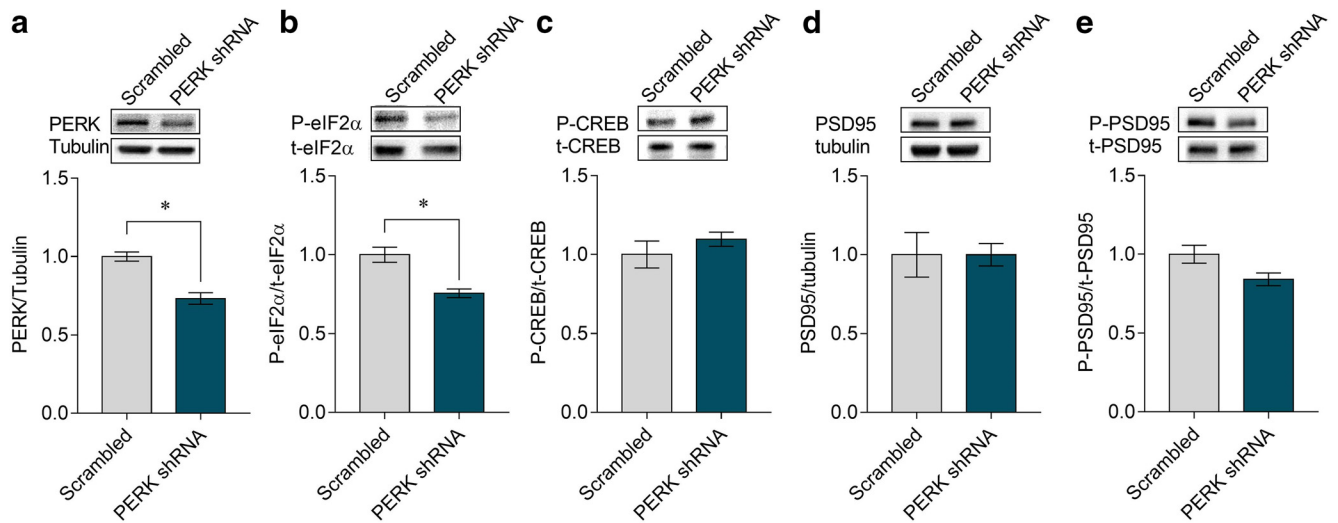 a
Scrambled
PERK shRNA
PERK
Tubulin
PERK/Tubulin
1.5
*
1.0
0.5
0.0
Scrambled
PERK shRNA
b
Scrambled
PERK shRNA
P-eIF2α
t-eIF2α
P-eIF2α/t-eIF2α
1.5
*
1.0
0.5
0.0
Scrambled
PERK shRNA
c
Scrambled
PERK shRNA
P-CREB
t-CREB
P-CREB/t-CREB
1.5
1.0
0.5
0.0
Scrambled
PERK shRNA
d
Scrambled
PERK shRNA
PSD95
tubulin
PSD95/tubulin
1.5
1.0
0.5
0.0
Scrambled
PERK shRNA
e
Scrambled
PERK shRNA
P-PSD95
t-PSD95
P-PSD95/t-PSD95
1.5
1.0
0.5
0.0
Scrambled
PERK shRNA